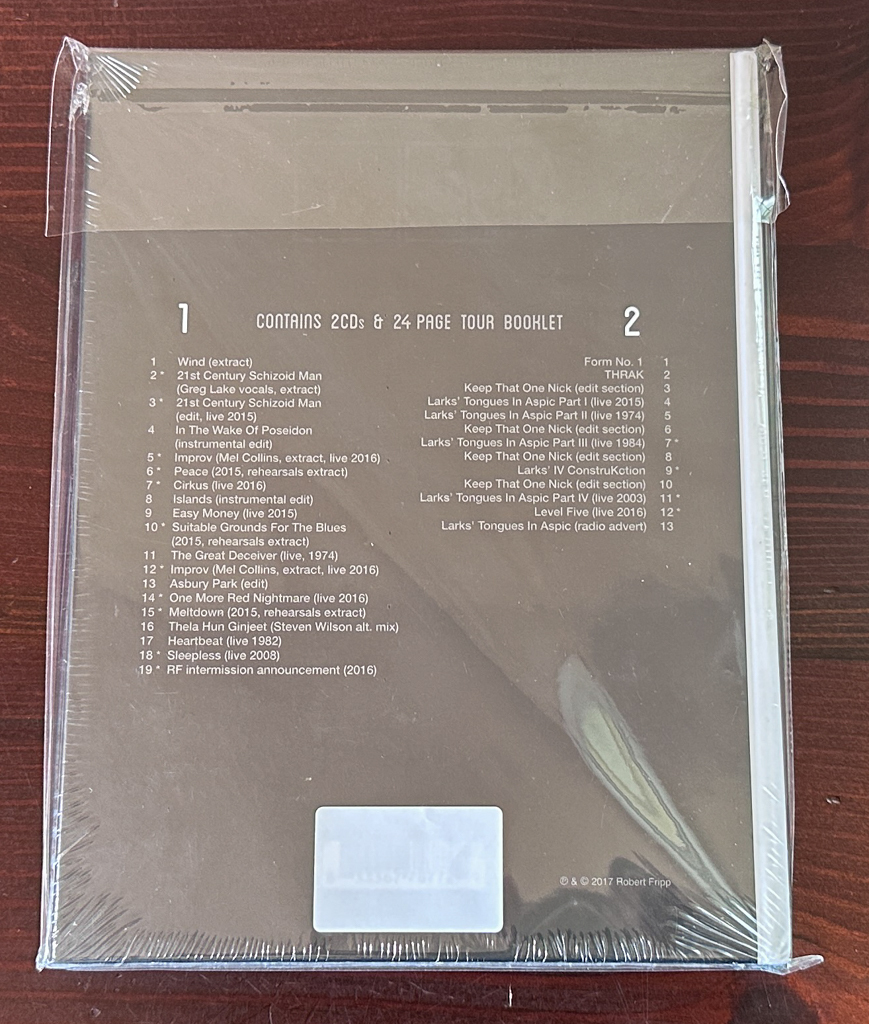 1 CONTAINS 2CDs & 24 PAGE TOUR BOOKLET 2
1 Wind (extract)
2 * 21st Century Schizoid Man
(Greg Lake vocals, extract)
3 * 21st Century Schizoid Man
(edit, live 2015)
4 In The Wake Of Poseidon
(instrumental edit)
5 * Improv (Mel Collins, extract, live 2016)
6 * Peace (2015, rehearsals extract)
7 * Cirkus (live 2016)
8 Islands (instrumental edit)
9 Easy Money (live 2015)
10 * Suitable Grounds For The Blues
(2015, rehearsals extract)
11 The Great Deceiver (live, 1974)
12 * Improv (Mel Collins, extract, live 2016)
13 Asbury Park (edit)
14 * One More Red Nightmare (live 2016)
15 * Meltdown (2015, rehearsals extract)
16 Thela Hun Ginjeet (Steven Wilson alt. mix)
17 Heartbeat (live 1982)
18 * Sleepless (live 2008)
19 * RF intermission announcement (2016)
Form No. 1 1
THRAK 2
Keep That One Nick (edit section) 3
Larks' Tongues In Aspic Part I (live 2015) 4
Larks' Tongues In Aspic Part II (live 1974) 5
Keep That One Nick (edit section) 6
Larks' Tongues In Aspic Part III (live 1984) 7 *
Keep That One Nick (edit section) 8
Larks' IV ConstruKction 9 *
Keep That One Nick (edit section) 10
Larks' Tongues In Aspic Part IV (live 2003) 11 *
Level Five (live 2016) 12 *
Larks' Tongues In Aspic (radio advert) 13
℗ & © 2017 Robert Fripp